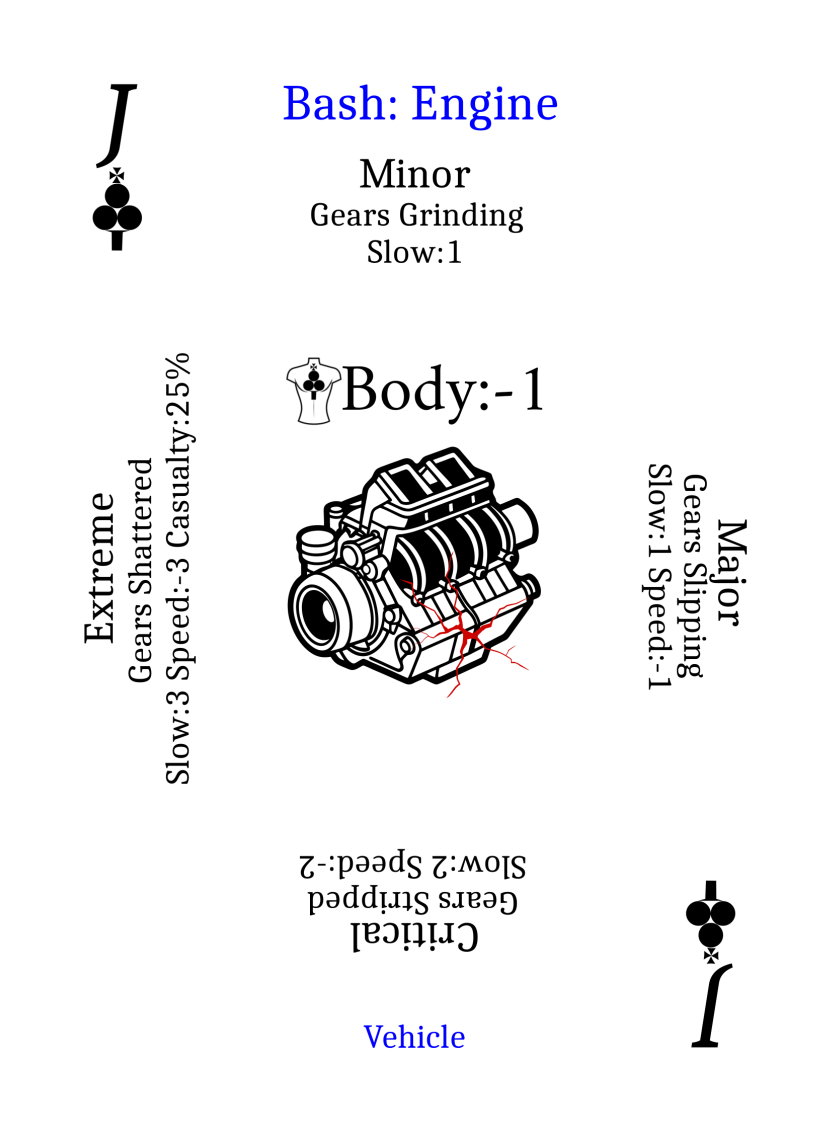 J
Bash: Engine
Minor
Gears Grinding
Slow:1
Body:-1
Extreme
Gears Shattered
Slow:3 Speed:-3 Casualty:25%
Major
Gears Slipping
Slow:1 Speed:-1
Critical
Gears Stripped
Slow:2 Speed:-2
Vehicle
J